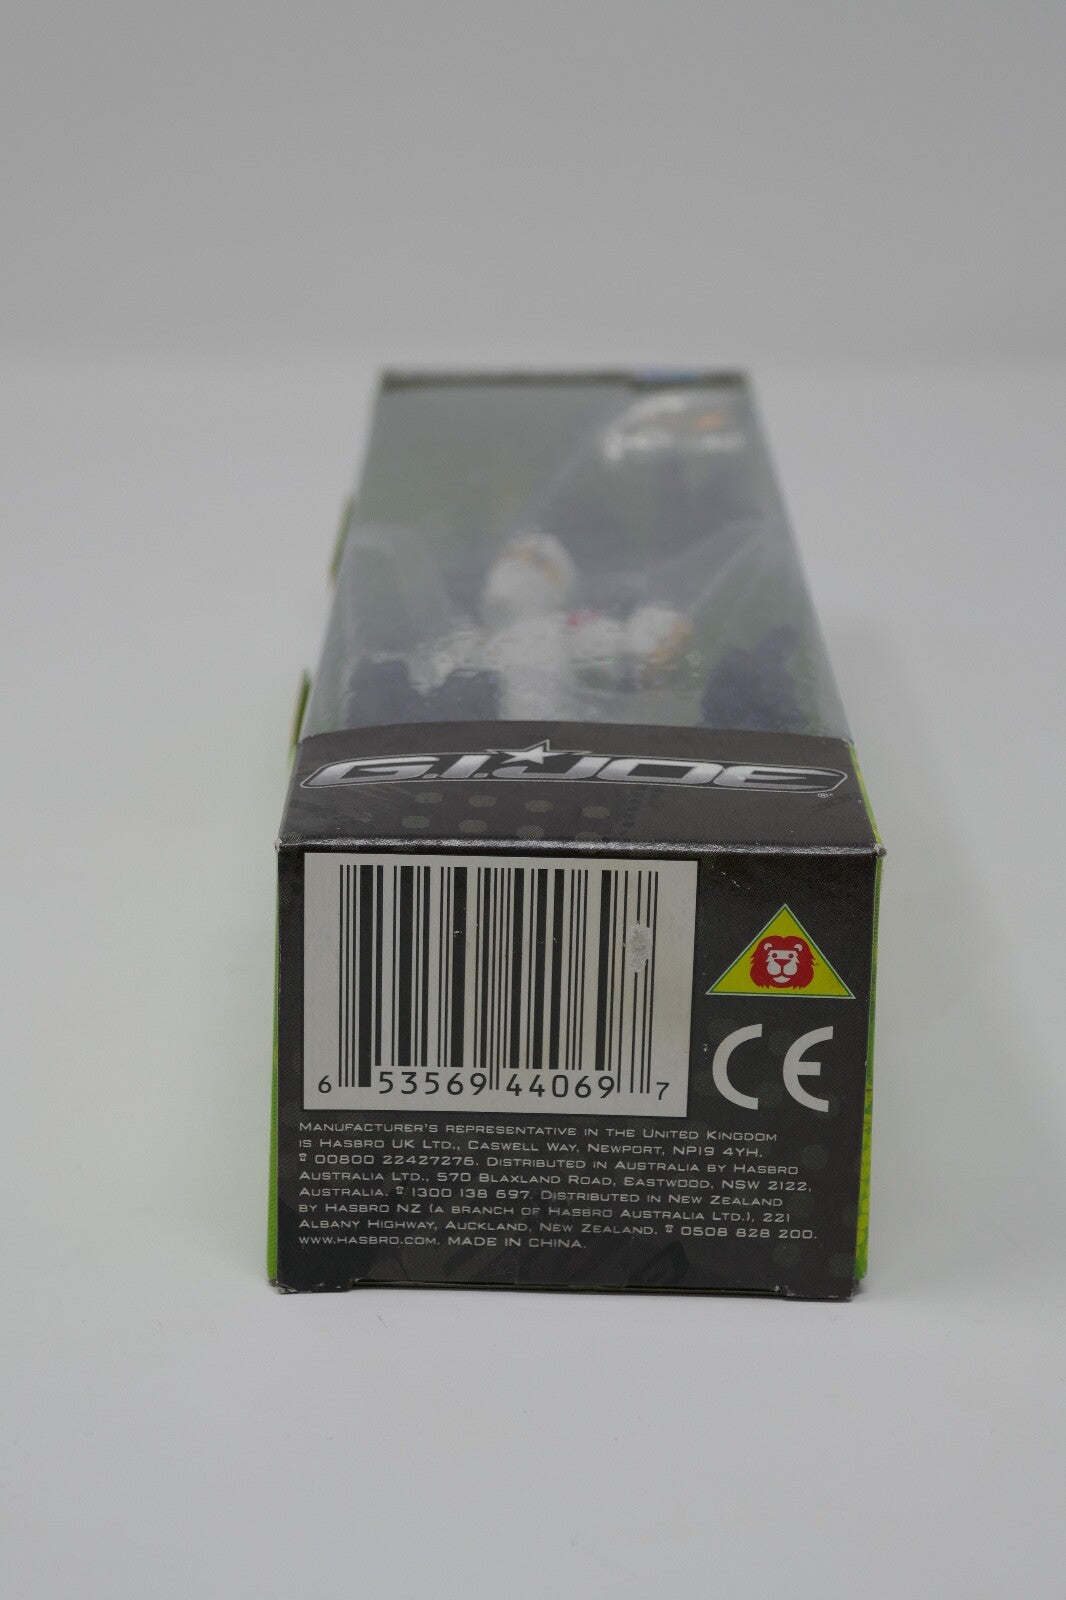 G.I.JOE®
6 53569 44069 7
CE
MANUFACTURER'S REPRESENTATIVE IN THE UNITED KINGDOM
IS HASBRO UK LTD., CASWELL WAY, NEWPORT, NP19 4YH.
☎ 00800 22427276. DISTRIBUTED IN AUSTRALIA BY HASBRO
AUSTRALIA LTD., 570 BLAXLAND ROAD, EASTWOOD, NSW 2122,
AUSTRALIA. ☎ 1300 138 697. DISTRIBUTED IN NEW ZEALAND
BY HASBRO NZ (A BRANCH OF HASBRO AUSTRALIA LTD.), 221
ALBANY HIGHWAY, AUCKLAND, NEW ZEALAND. ☎ 0508 828 200.
WWW.HASBRO.COM. MADE IN CHINA.